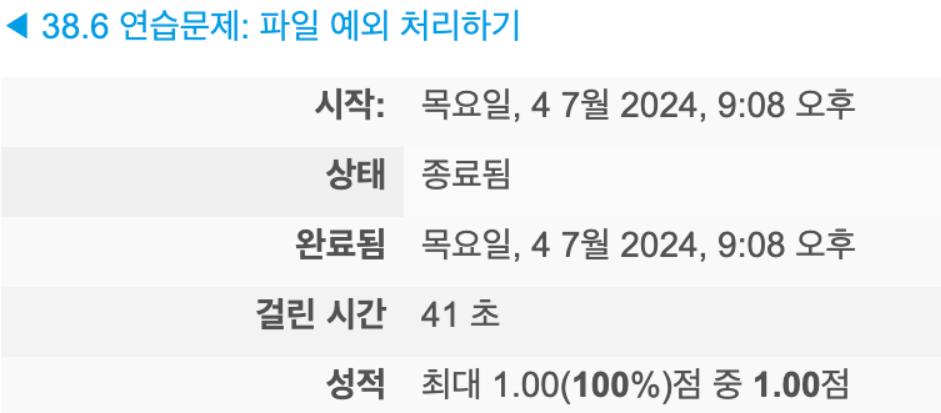 ◀ 38.6 연습문제: 파일 예외 처리하기
시작: 목요일, 4 7월 2024, 9:08 오후
상태 종료됨
완료됨 목요일, 4 7월 2024, 9:08 오후
걸린 시간 41 초
성적 최대 1.00(100%)점 중 1.00점